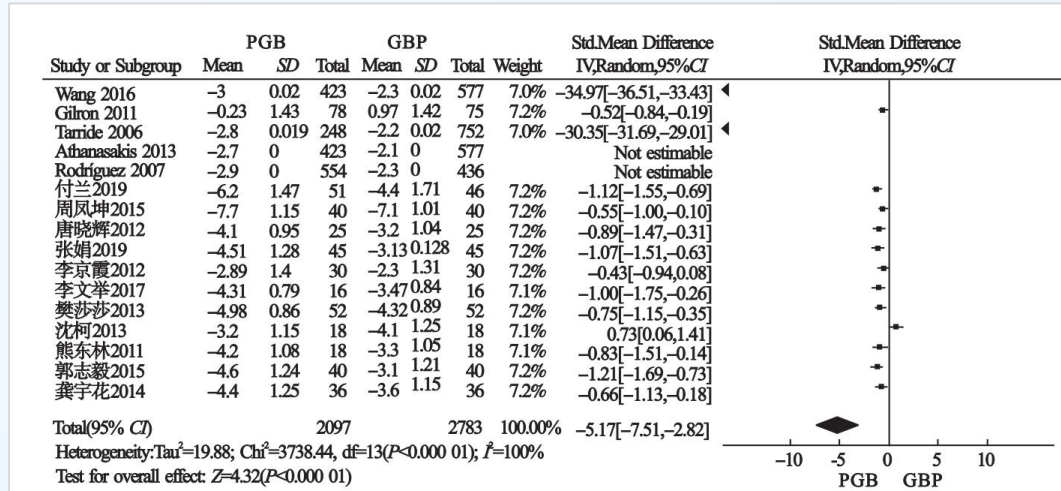 PGB GBP Std.Mean Difference Std.Mean Difference
Study or Subgroup Mean SD Total Mean SD Total Weight IV,Random,95%CI IV,Random,95%CI
Wang 2016 −3 0.02 423 −2.3 0.02 577 7.0% −34.97[−36.51,−33.43]
Gilron 2011 −0.23 1.43 78 0.97 1.42 75 7.2% −0.52[−0.84,−0.19]
Tarride 2006 −2.8 0.019 248 −2.2 0.02 752 7.0% −30.35[−31.69,−29.01]
Athanasakis 2013 −2.7 0 423 −2.1 0 577 Not estimable
Rodríguez 2007 −2.9 0 554 −2.3 0 436 Not estimable
付兰2019 −6.2 1.47 51 −4.4 1.71 46 7.2% −1.12[−1.55,−0.69]
周凤坤2015 −7.7 1.15 40 −7.1 1.01 40 7.2% −0.55[−1.00,−0.10]
唐晓辉2012 −4.1 0.95 25 −3.2 1.04 25 7.2% −0.89[−1.47,−0.31]
张娟2019 −4.51 1.28 45 −3.13 0.128 45 7.2% −1.07[−1.51,−0.63]
李京霞2012 −2.89 1.4 30 −2.3 1.31 30 7.2% −0.43[−0.94,0.08]
李文举2017 −4.31 0.79 16 −3.47 0.84 16 7.1% −1.00[−1.75,−0.26]
樊莎莎2013 −4.98 0.86 52 −4.32 0.89 52 7.2% −0.75[−1.15,−0.35]
沈柯2013 −3.2 1.15 18 −4.1 1.25 18 7.1% 0.73[0.06,1.41]
熊东林2011 −4.2 1.08 18 −3.3 1.05 18 7.1% −0.83[−1.51,−0.14]
郭志毅2015 −4.6 1.24 40 −3.1 1.21 40 7.2% −1.21[−1.69,−0.73]
龚宇花2014 −4.4 1.25 36 −3.6 1.15 36 7.2% −0.66[−1.13,−0.18]
Total(95% CI) 2097 2783 100.00% −5.17[−7.51,−2.82]
Heterogeneity:Tau²=19.88; Chi²=3738.44, df=13(P<0.000 01); I²=100%
Test for overall effect: Z=4.32(P<0.000 01)
−10 −5 0 5 10
PGB GBP